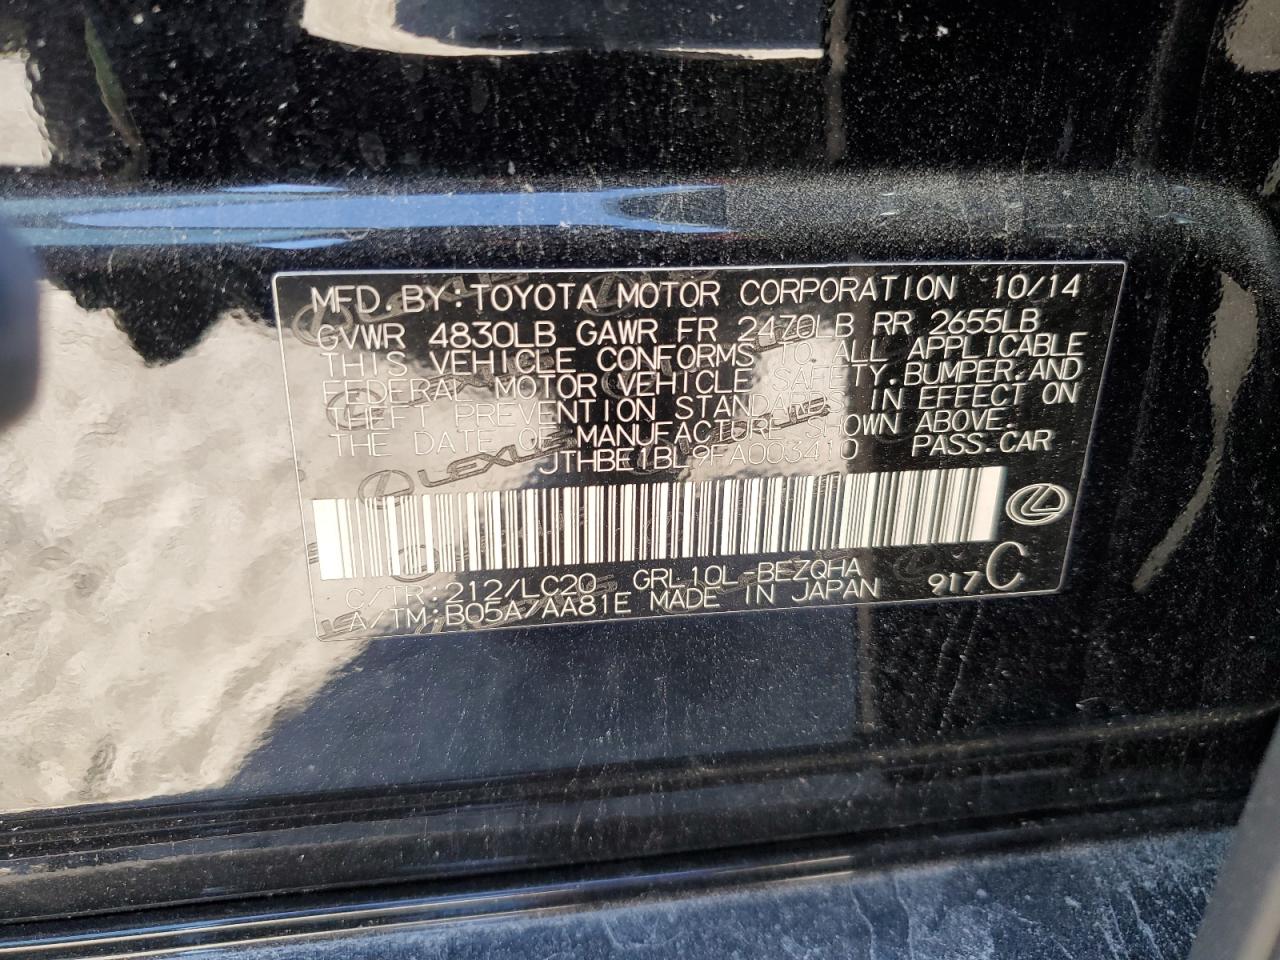 MFD.BY:TOYOTA MOTOR CORPORATION 10/14
GVWR 4830LB GAWR FR 2470LB RR 2655LB
THIS VEHICLE CONFORMS TO ALL APPLICABLE
FEDERAL MOTOR VEHICLE SAFETY,BUMPER,AND
THEFT PREVENTION STANDARDS IN EFFECT ON
THE DATE OF MANUFACTURE SHOWN ABOVE.
JTHBE1BL9FA003410 PASS.CAR
LEXUS
C/TR:212/LC20 GRL10L-BEZQHA 917 C
A/TM:B05A/AA81E MADE IN JAPAN